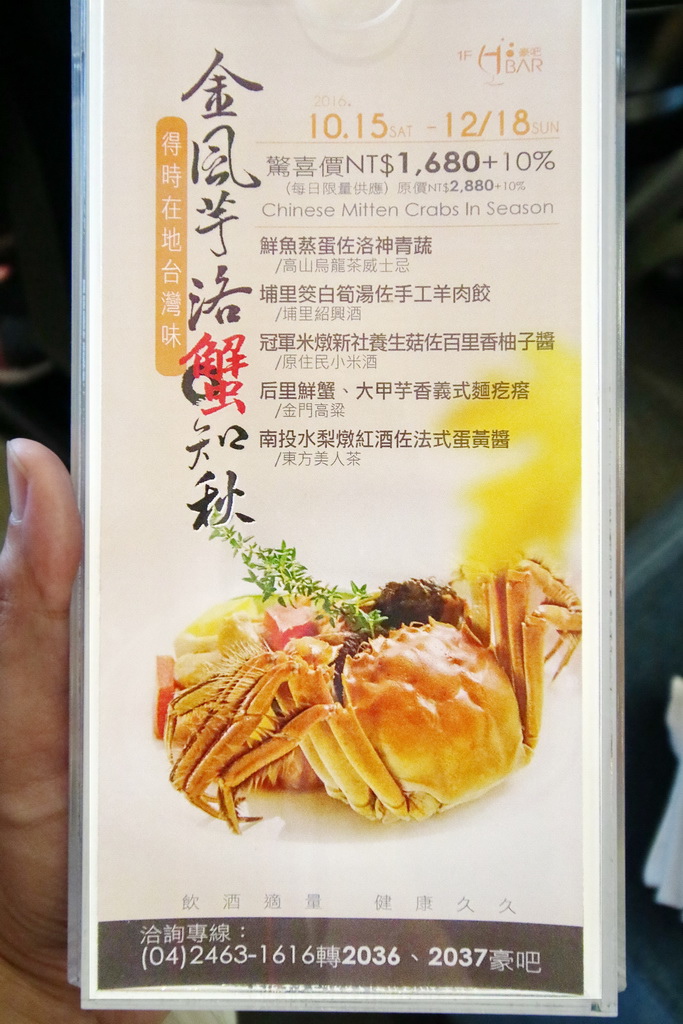 1F Hi 豪吧 BAR
金風芋洛蟹知秋
得時在地台灣味
2016.
10.15SAT - 12/18SUN
驚喜價NT$1,680+10%
(每日限量供應) 原價NT$2,880+10%
Chinese Mitten Crabs In Season
鮮魚蒸蛋佐洛神青蔬
/高山烏龍茶威士忌
埔里筊白筍湯佐手工羊肉餃
/埔里紹興酒
冠軍米燉新社養生菇佐百里香柚子醬
/原住民小米酒
后里鮮蟹、大甲芋香義式麵疙瘩
/金門高粱
南投水梨燉紅酒佐法式蛋黃醬
/東方美人茶
飲酒適量 健康久久
洽詢專線：
(04)2463-1616轉2036、2037豪吧